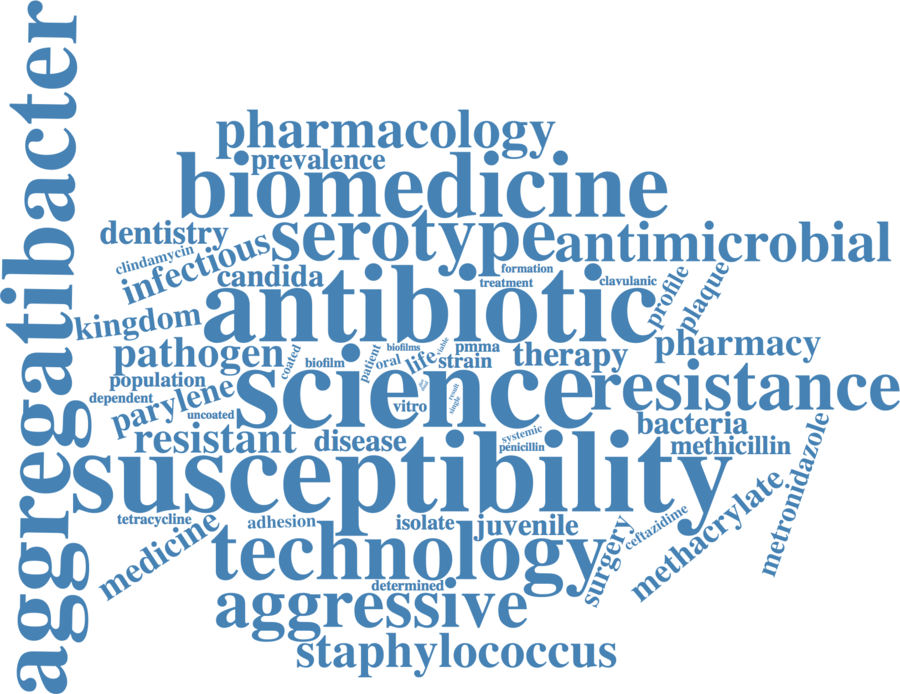 aggregatibacter
pharmacology
prevalence
biomedicine
dentistry
serotype
antimicrobial
clindamycin
infectious
candida
formation
treatment
clavulanic
antibiotic
profile
plaque
kingdom
pathogen
coated
biofilm
biofilms
patient
oral
life
viable
pmma
strain
therapy
pharmacy
population
dependent
parylene
uncoated
science
vitro
result
single
resistance
resistant
disease
systemic
penicillin
bacteria
methicillin
susceptibility
metronidazole
tetracycline
medicine
adhesion
isolate
juvenile
surgery
ceftazidime
methacrylate
technology
determined
aggressive
staphylococcus